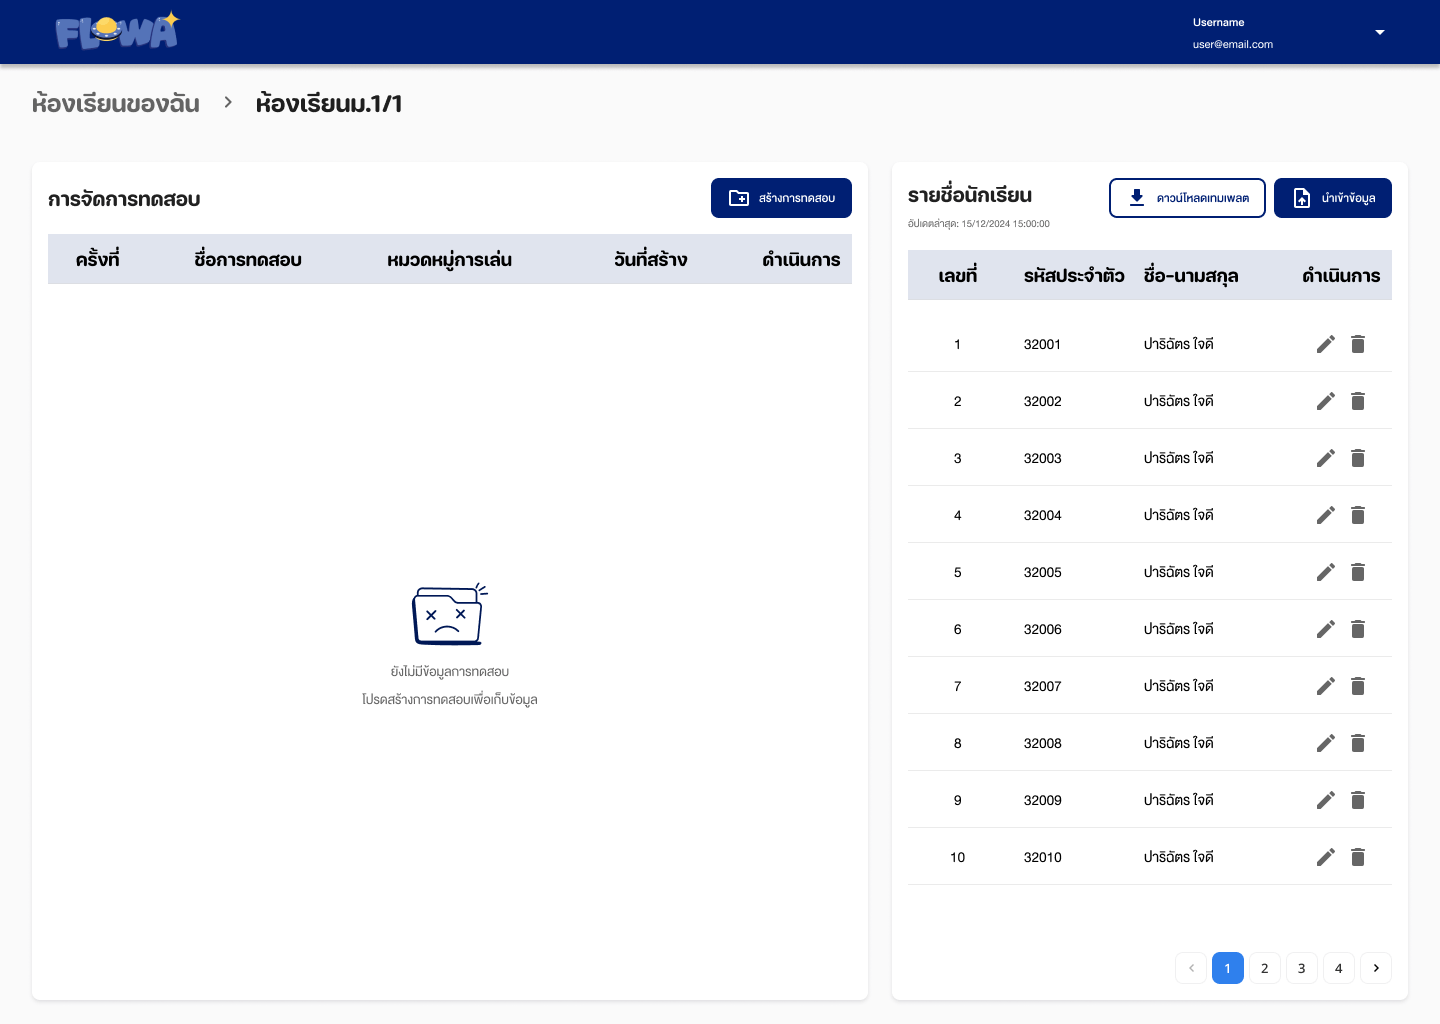 FLOWA
Username
user@email.com
ห้องเรียนของฉัน > ห้องเรียนม.1/1
การจัดการทดสอบ
สร้างการทดสอบ
ครั้งที่ ชื่อการทดสอบ หมวดหมู่การเล่น วันที่สร้าง ดำเนินการ
ยังไม่มีข้อมูลการทดสอบ
โปรดสร้างการทดสอบเพื่อเก็บข้อมูล
รายชื่อนักเรียน
อัปเดตล่าสุด: 15/12/2024 15:00:00
ดาวน์โหลดเทมเพลต
นำเข้าข้อมูล
เลขที่ รหัสประจำตัว ชื่อ-นามสกุล ดำเนินการ
1 32001 ปาริฉัตร ใจดี
2 32002 ปาริฉัตร ใจดี
3 32003 ปาริฉัตร ใจดี
4 32004 ปาริฉัตร ใจดี
5 32005 ปาริฉัตร ใจดี
6 32006 ปาริฉัตร ใจดี
7 32007 ปาริฉัตร ใจดี
8 32008 ปาริฉัตร ใจดี
9 32009 ปาริฉัตร ใจดี
10 32010 ปาริฉัตร ใจดี
‹ 1 2 3 4 ›